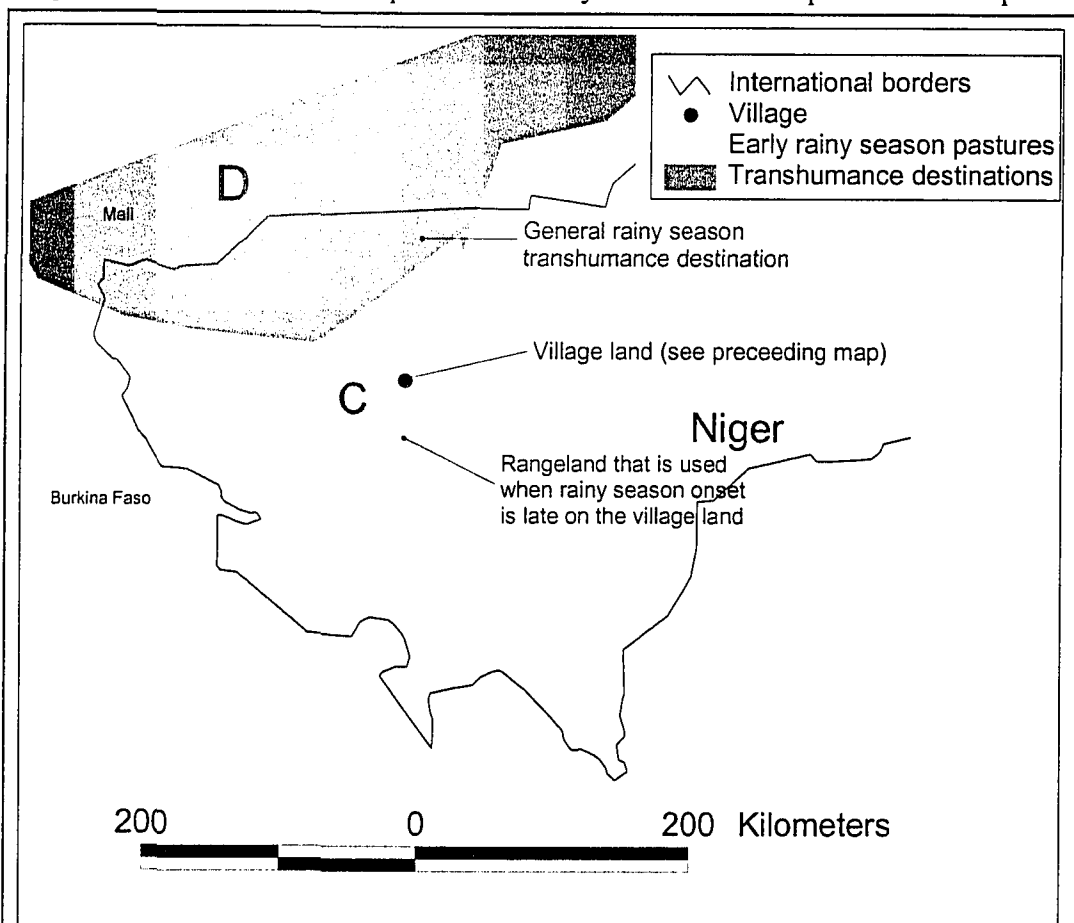 International borders
Village
Early rainy season pastures
Transhumance destinations
D
Mali
General rainy season
transhumance destination
Village land (see preceeding map)
C
Niger
Rangeland that is used
when rainy season onset
is late on the village land
Burkina Faso
200 0 200 Kilometers